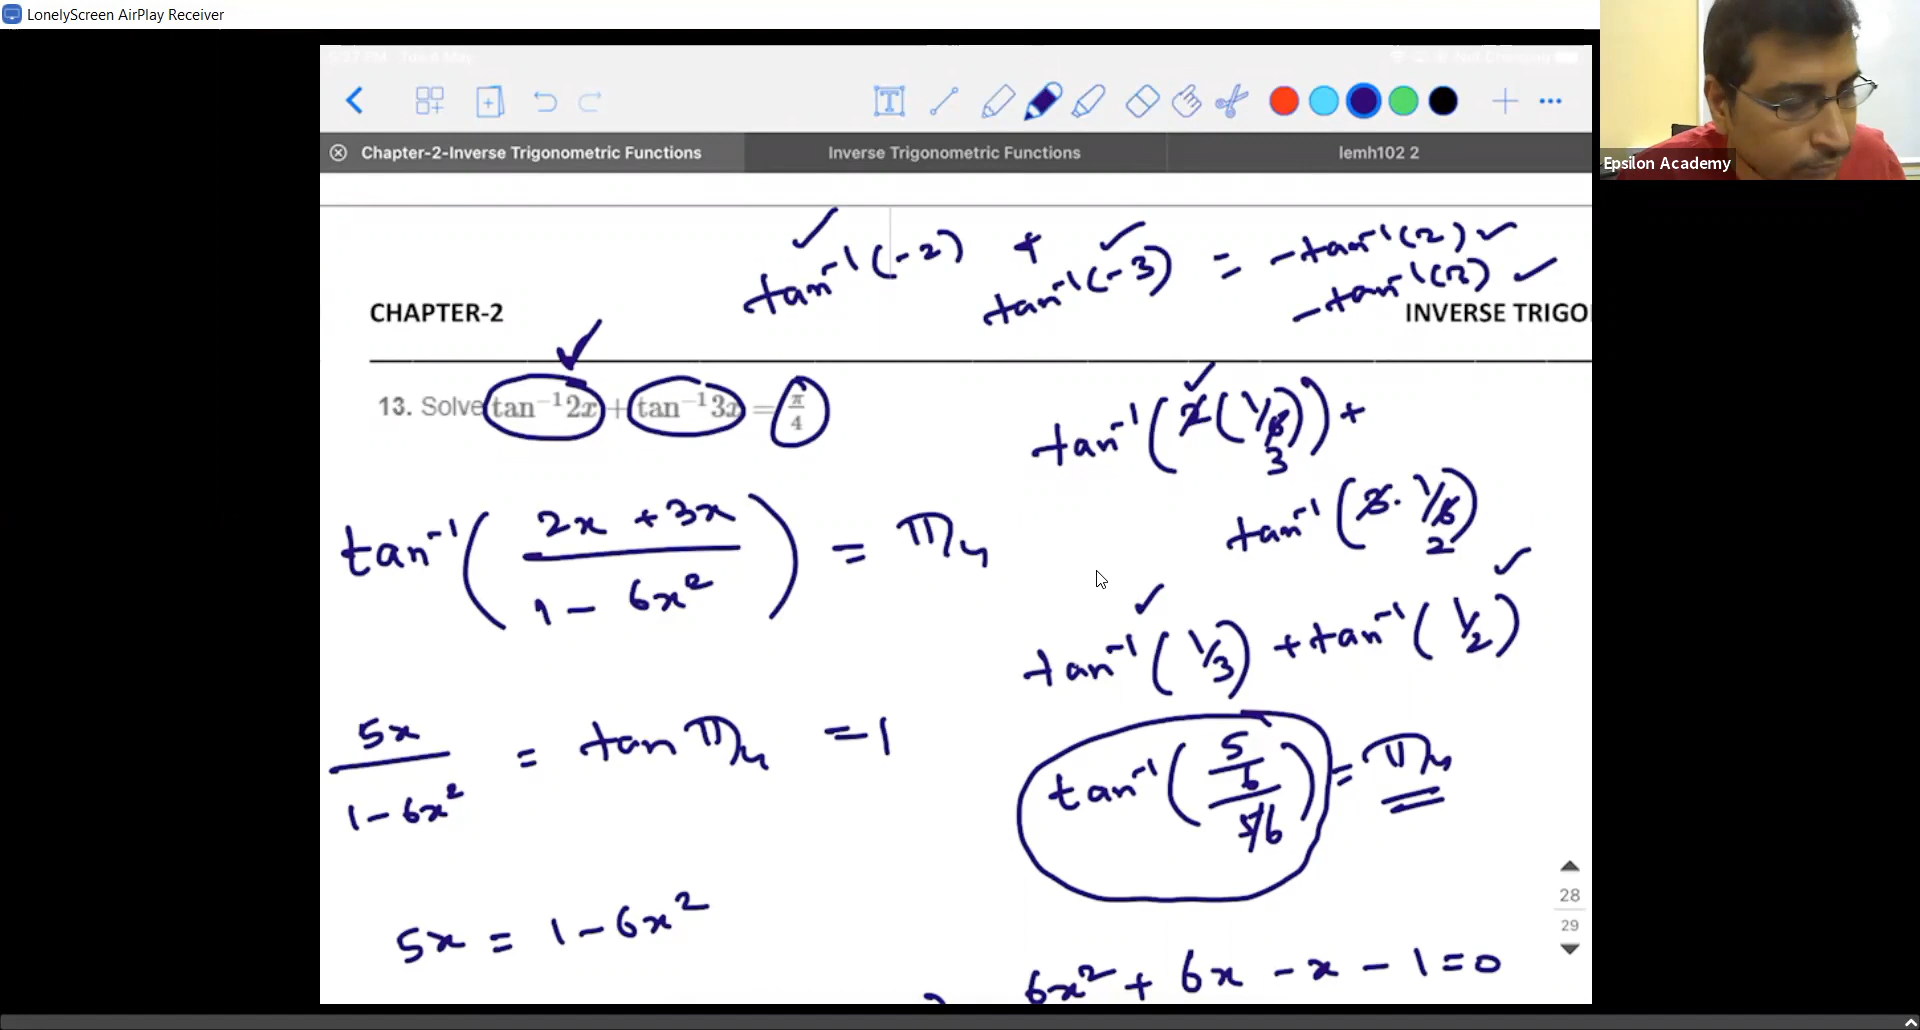 LonelyScreen AirPlay Receiver
Chapter-2-Inverse Trigonometric Functions
Inverse Trigonometric Functions
lemh102 2
Epsilon Academy
tan⁻¹(-2) + tan⁻¹(-3) = -tan⁻¹(2)
-tan⁻¹(3)
CHAPTER-2
INVERSE TRIGO
13. Solve tan⁻¹2x + tan⁻¹3x = π/4
tan⁻¹(2(1/6)) +
3
tan⁻¹(3·1/6)
2
tan⁻¹((2x + 3x)/(1 - 6x²)) = π/4
tan⁻¹(1/3) + tan⁻¹(1/2)
5x/(1 - 6x²) = tan π/4 = 1
tan⁻¹((5/6)/(5/6)) = π/4
5x = 1 - 6x²
6x² + 6x - x - 1 = 0
28
29